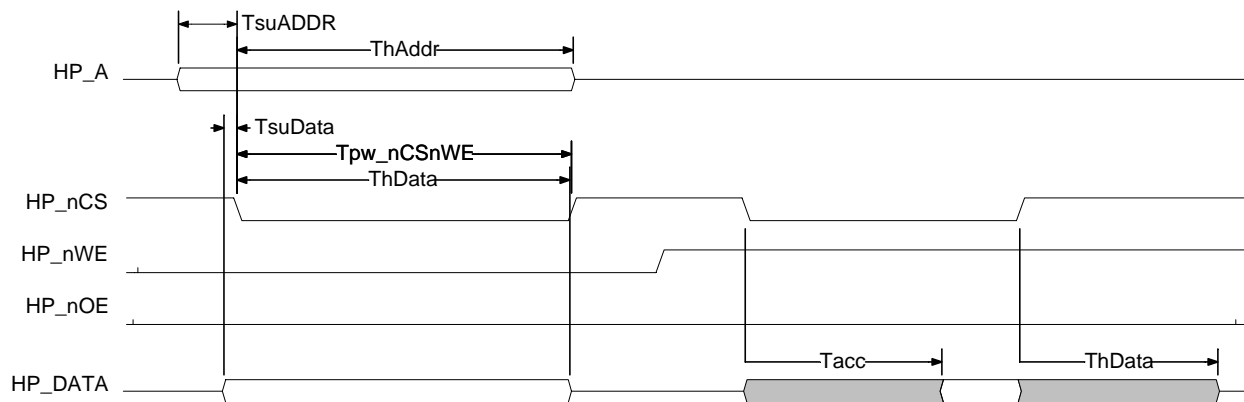 TsuADDR
ThAddr
HP_A
TsuData
Tpw_nCSnWE
ThData
HP_nCS
HP_nWE
HP_nOE
Tacc
ThData
HP_DATA